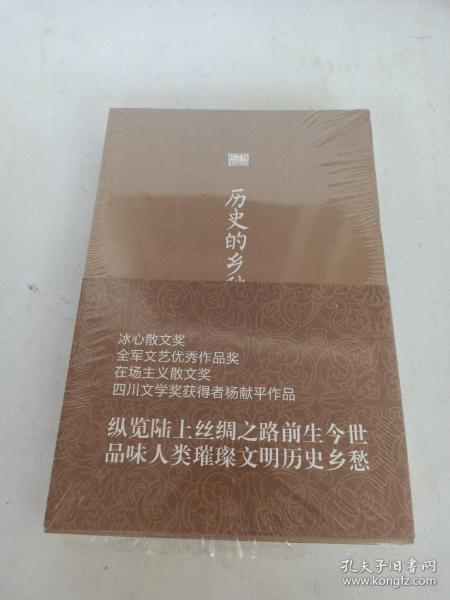 历史的乡愁
冰心散文奖
全军文艺优秀作品奖
在场主义散文奖
四川文学奖获得者杨献平作品
纵览陆上丝绸之路前生今世
品味人类璀璨文明历史乡愁
孔夫子旧书网
www.kongfz.com